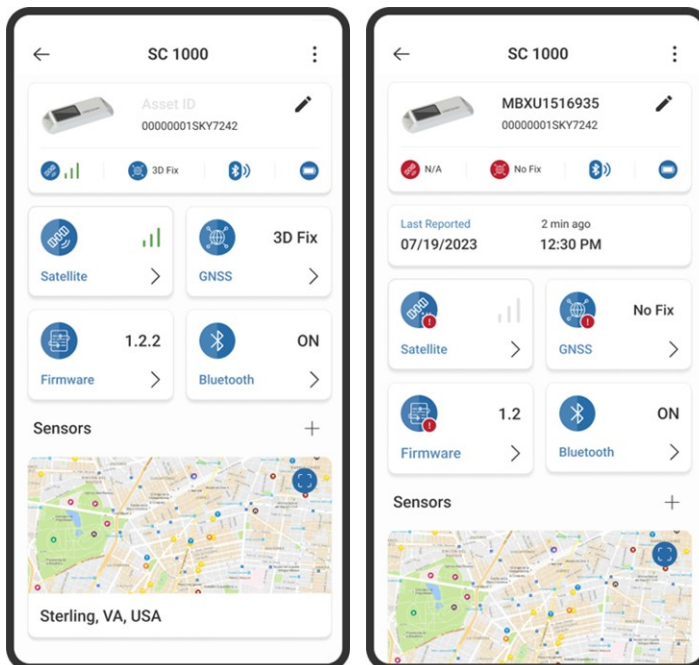 SC 1000
Asset ID
00000001SKY7242
3D Fix
3D Fix
Satellite
GNSS
1.2.2
ON
Firmware
Bluetooth
Sensors
Sterling, VA, USA
SC 1000
MBXU1516935
00000001SKY7242
N/A
No Fix
Last Reported
2 min ago
07/19/2023
12:30 PM
No Fix
Satellite
GNSS
1.2
ON
Firmware
Bluetooth
Sensors